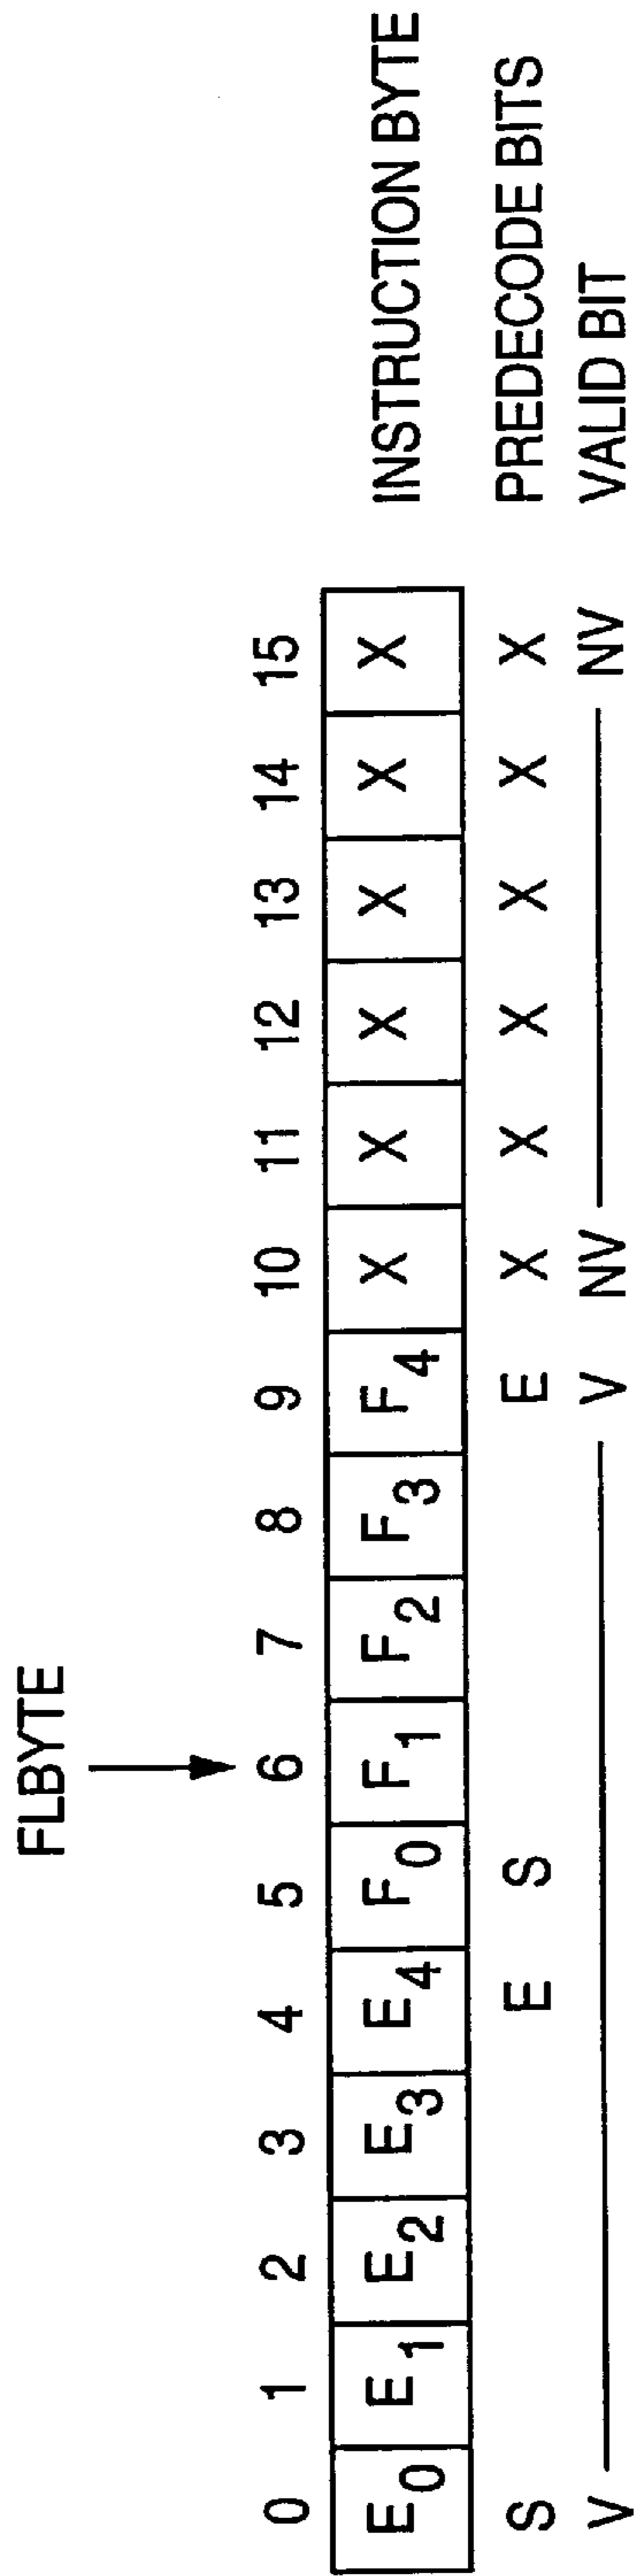 FLBYTE
0 1 2 3 4 5 6 7 8 9 10 11 12 13 14 15
E0 E1 E2 E3 E4 F0 F1 F2 F3 F4 X X X X X X INSTRUCTION BYTE
S E S E X X X X X X PREDECODE BITS
V V NV NV VALID BIT